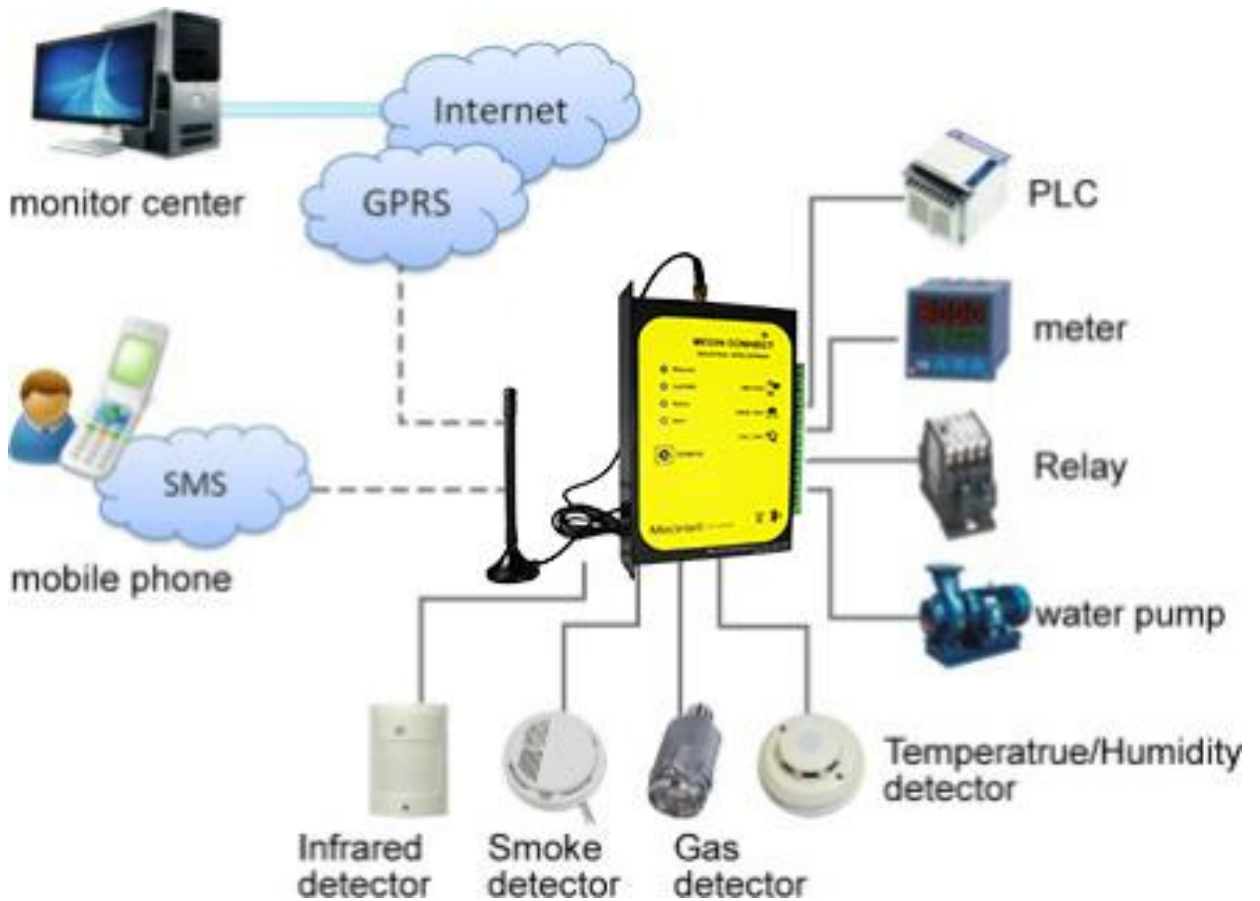 Internet
monitor center
GPRS
PLC
meter
SMS
Relay
mobile phone
water pump
Temperatrue/Humidity
detector
Infrared
detector
Smoke
detector
Gas
detector